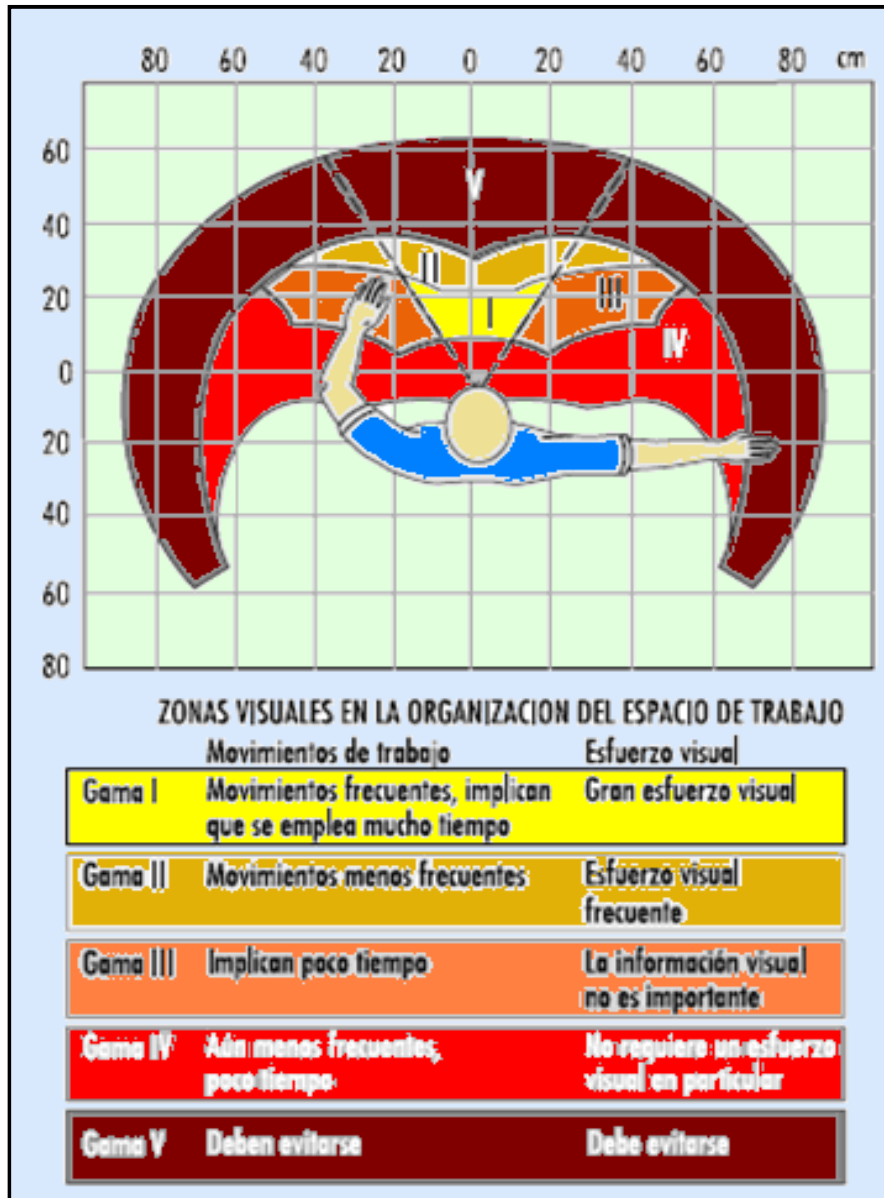 80 60 40 20 0 20 40 60 80 cm
60
40
20
0
20
40
60
80
V
II
III
I
IV
ZONAS VISUALES EN LA ORGANIZACION DEL ESPACIO DE TRABAJO
Movimientos de trabajo Esfuerzo visual
Gama I Movimientos frecuentes, implican Gran esfuerzo visual
que se emplea mucho tiempo
Gama II Movimientos menos frecuentes Esfuerzo visual
frecuente
Gama III Implican poco tiempo La información visual
no es importante
Gama IV Aún menos frecuentes, No requiere un esfuerzo
poco tiempo visual en particular
Gama V Deben evitarse Debe evitarse